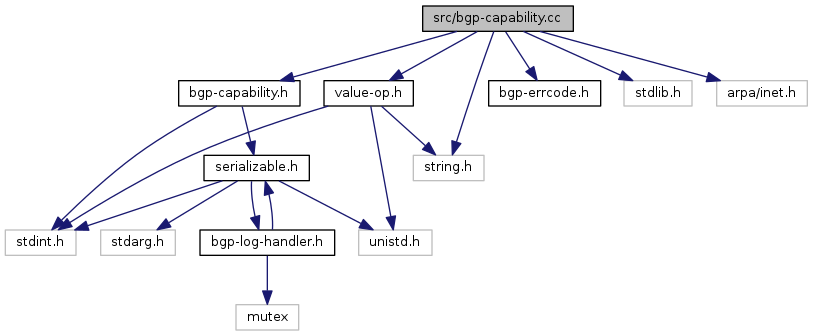 src/bgp-capability.cc
bgp-capability.h
value-op.h
bgp-errcode.h
stdlib.h
arpa/inet.h
serializable.h
string.h
stdint.h
stdarg.h
bgp-log-handler.h
unistd.h
mutex